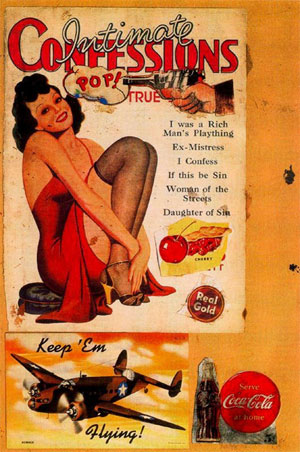 Intimate
CONFESSIONS
POP!
TRUE
I was a Rich
Man's Plaything
Ex-Mistress
I Confess
If this be Sin
Woman of the
Streets
Daughter of Sin
CHERRY
Real
Gold
Keep 'Em
Flying!
Serve
Coca-Cola
at home